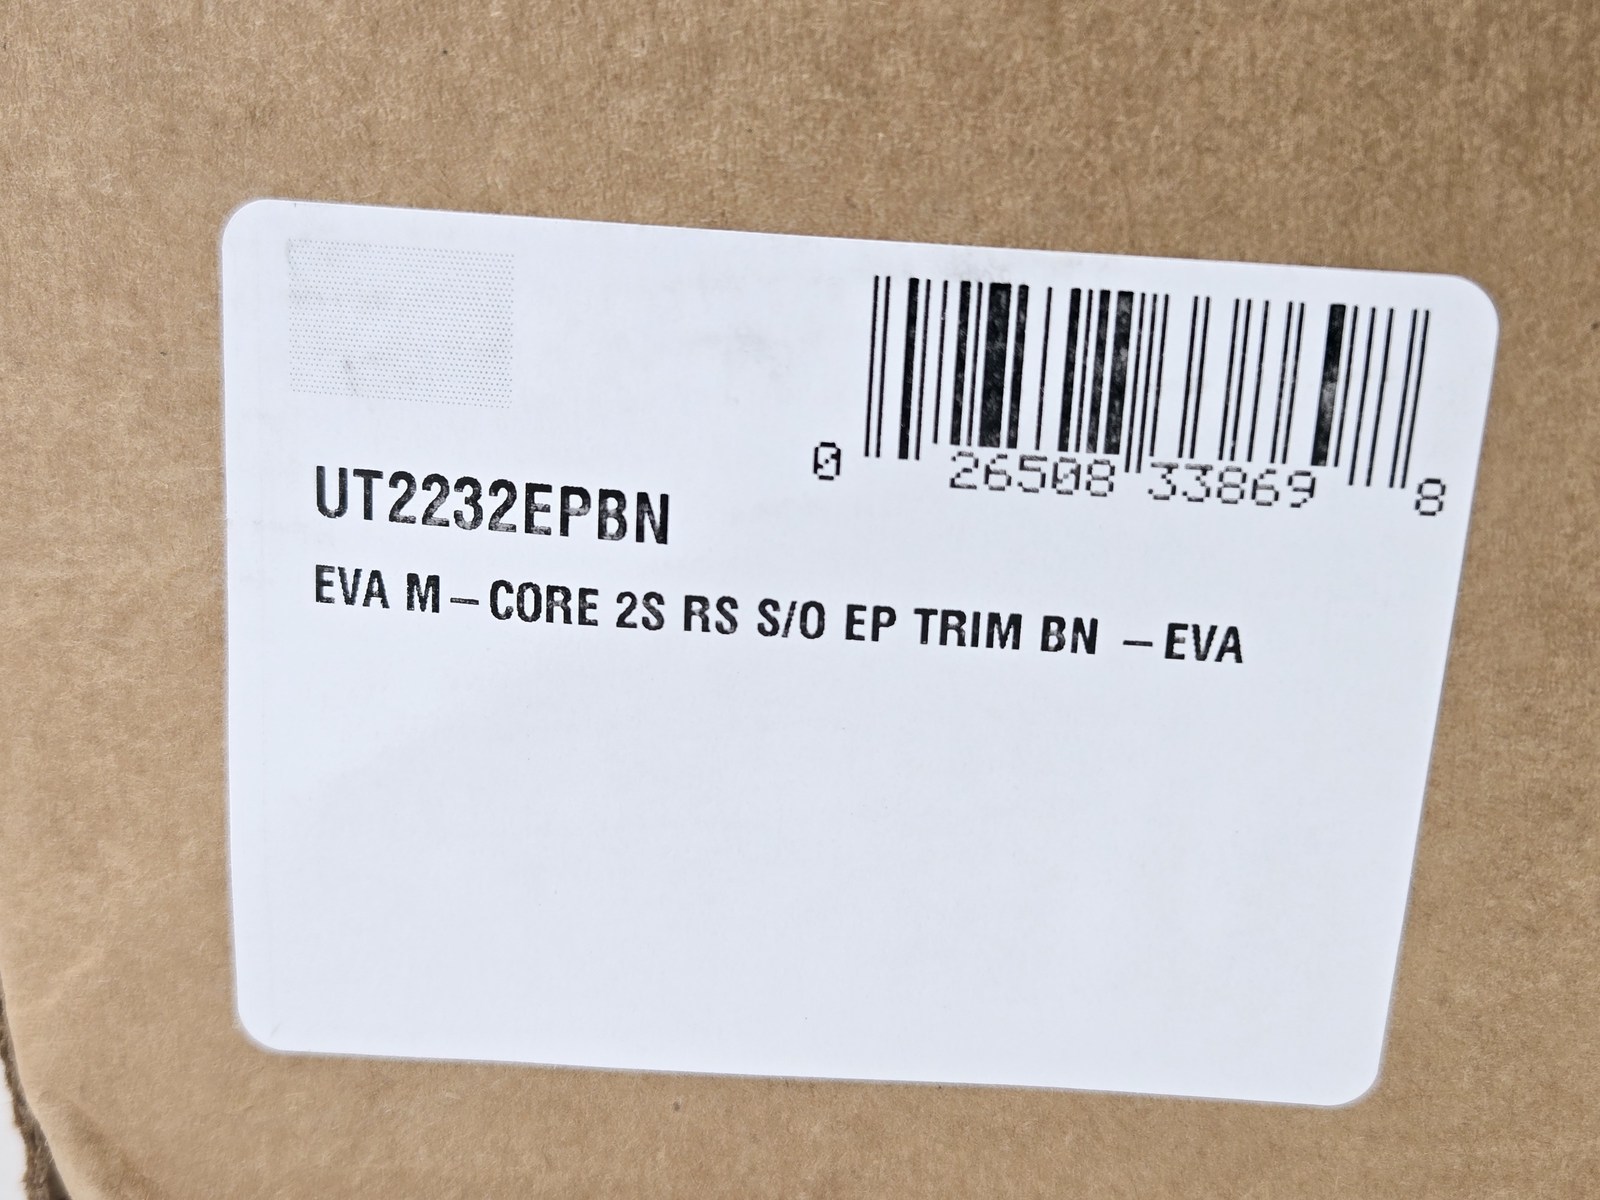 0 26508 33869 8
UT2232EPBN
EVA M-CORE 2S RS S/O EP TRIM BN -EVA